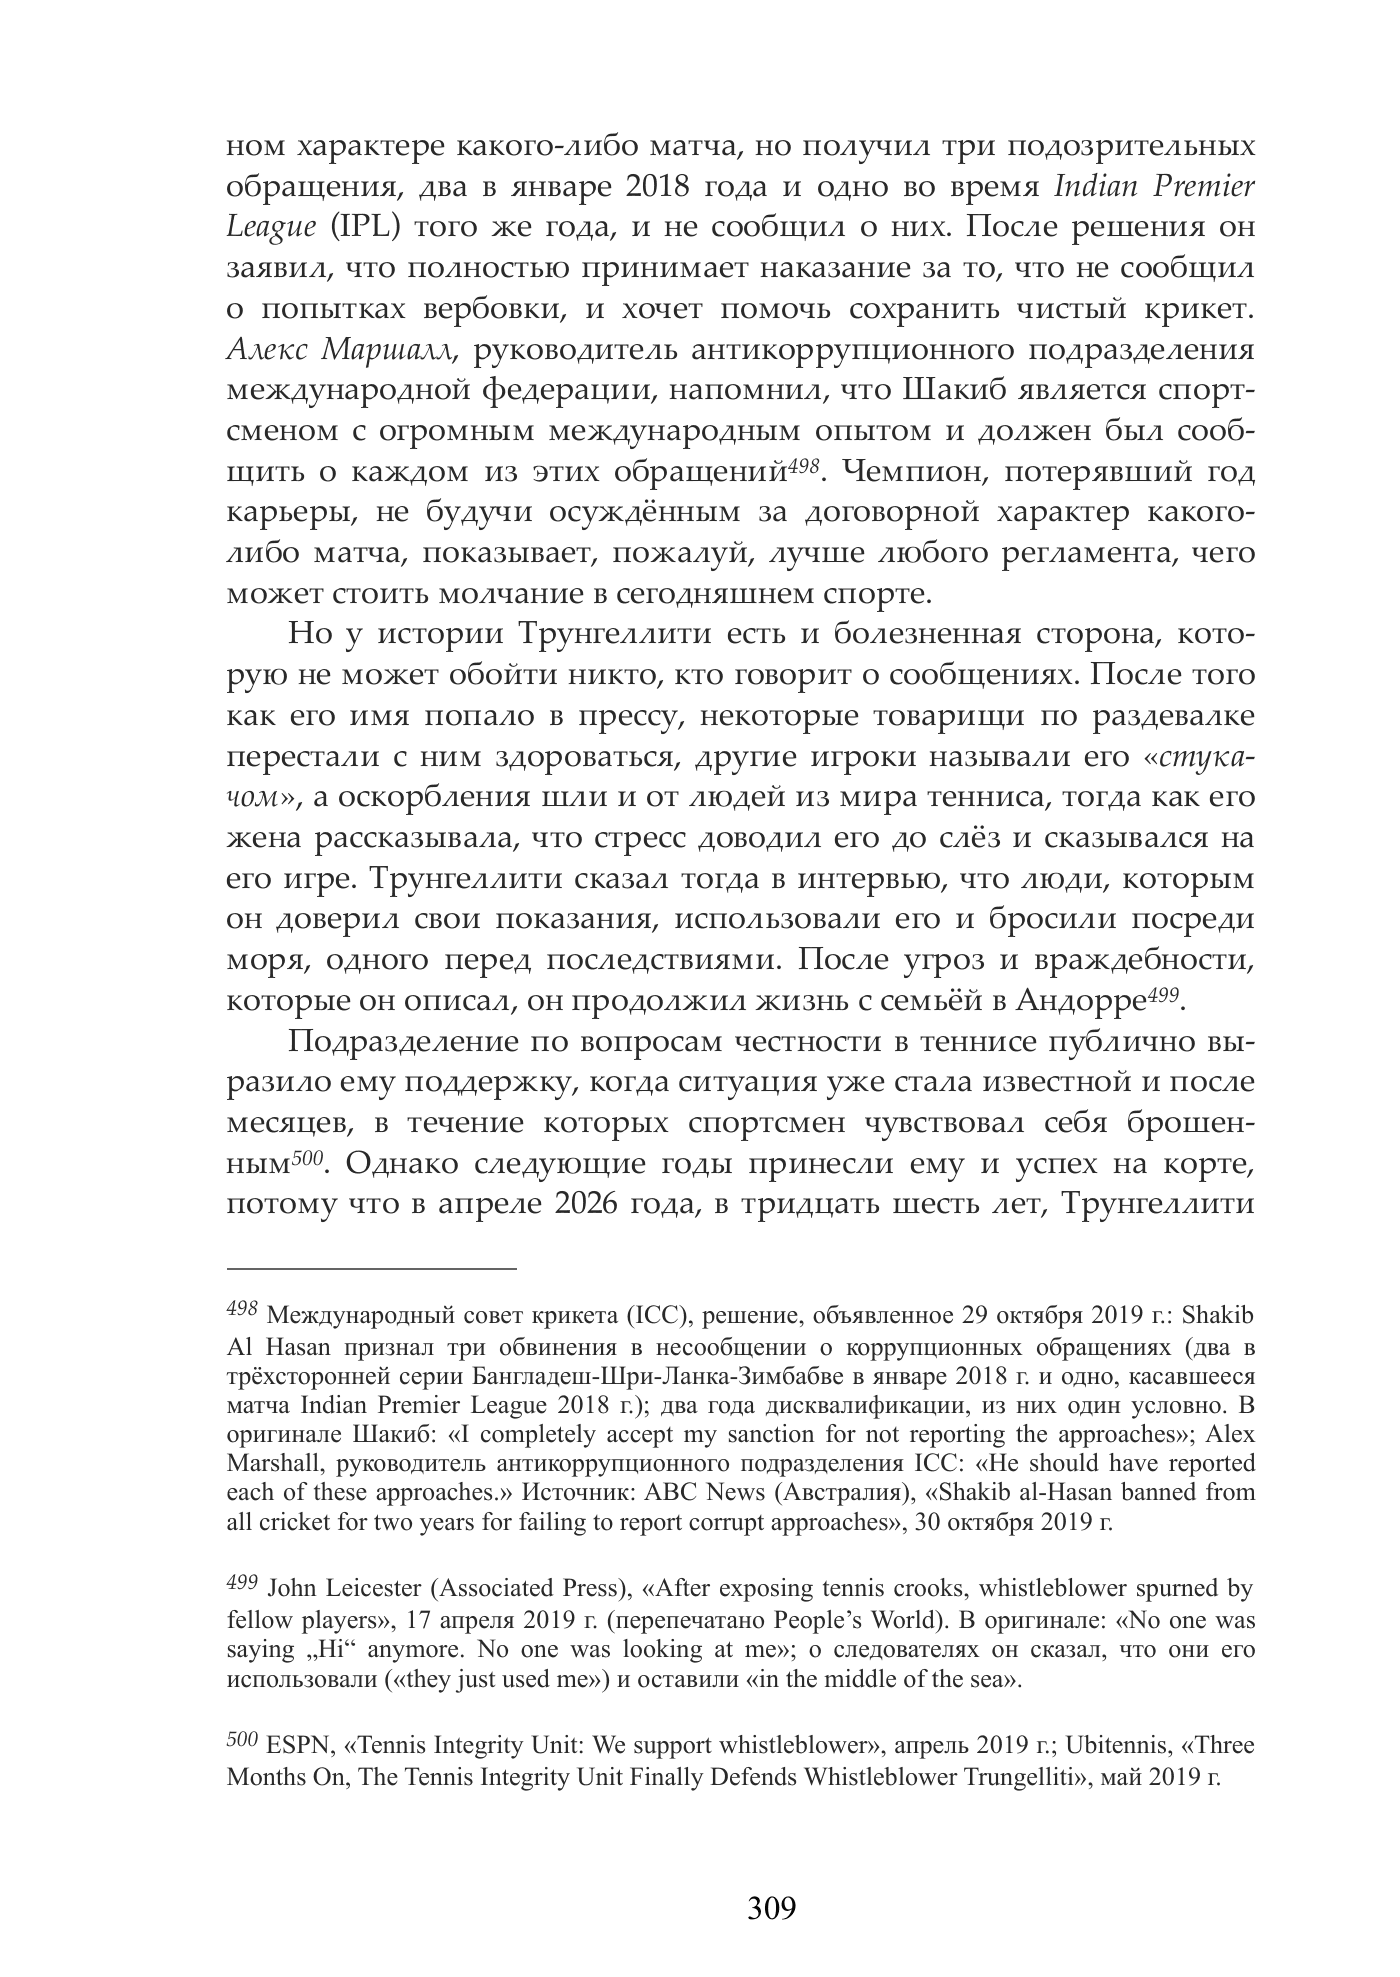 ном характере какого-либо матча, но получил три подозрительных
обращения, два в январе 2018 года и одно во время Indian Premier
League (IPL) того же года, и не сообщил о них. После решения он
заявил, что полностью принимает наказание за то, что не сообщил
о попытках вербовки, и хочет помочь сохранить чистый крикет.
Алекс Маршалл, руководитель антикоррупционного подразделения
международной федерации, напомнил, что Шакиб является спорт-
сменом с огромным международным опытом и должен был сооб-
щить о каждом из этих обращений498. Чемпион, потерявший год
карьеры, не будучи осуждённым за договорной характер какого-
либо матча, показывает, пожалуй, лучше любого регламента, чего
может стоить молчание в сегодняшнем спорте.
Но у истории Трунгеллити есть и болезненная сторона, кото-
рую не может обойти никто, кто говорит о сообщениях. После того
как его имя попало в прессу, некоторые товарищи по раздевалке
перестали с ним здороваться, другие игроки называли его «стука-
чом», а оскорбления шли и от людей из мира тенниса, тогда как его
жена рассказывала, что стресс доводил его до слёз и сказывался на
его игре. Трунгеллити сказал тогда в интервью, что люди, которым
он доверил свои показания, использовали его и бросили посреди
моря, одного перед последствиями. После угроз и враждебности,
которые он описал, он продолжил жизнь с семьёй в Андорре499.
Подразделение по вопросам честности в теннисе публично вы-
разило ему поддержку, когда ситуация уже стала известной и после
месяцев, в течение которых спортсмен чувствовал себя брошен-
ным500. Однако следующие годы принесли ему и успех на корте,
потому что в апреле 2026 года, в тридцать шесть лет, Трунгеллити
498 Международный совет крикета (ICC), решение, объявленное 29 октября 2019 г.: Shakib
Al Hasan признал три обвинения в несообщении о коррупционных обращениях (два в
трёхсторонней серии Бангладеш-Шри-Ланка-Зимбабве в январе 2018 г. и одно, касавшееся
матча Indian Premier League 2018 г.); два года дисквалификации, из них один условно. В
оригинале Шакиб: «I completely accept my sanction for not reporting the approaches»; Alex
Marshall, руководитель антикоррупционного подразделения ICC: «He should have reported
each of these approaches.» Источник: ABC News (Австралия), «Shakib al-Hasan banned from
all cricket for two years for failing to report corrupt approaches», 30 октября 2019 г.
499 John Leicester (Associated Press), «After exposing tennis crooks, whistleblower spurned by
fellow players», 17 апреля 2019 г. (перепечатано People’s World). В оригинале: «No one was
saying „Hi“ anymore. No one was looking at me»; о следователях он сказал, что они его
использовали («they just used me») и оставили «in the middle of the sea».
500 ESPN, «Tennis Integrity Unit: We support whistleblower», апрель 2019 г.; Ubitennis, «Three
Months On, The Tennis Integrity Unit Finally Defends Whistleblower Trungelliti», май 2019 г.
309